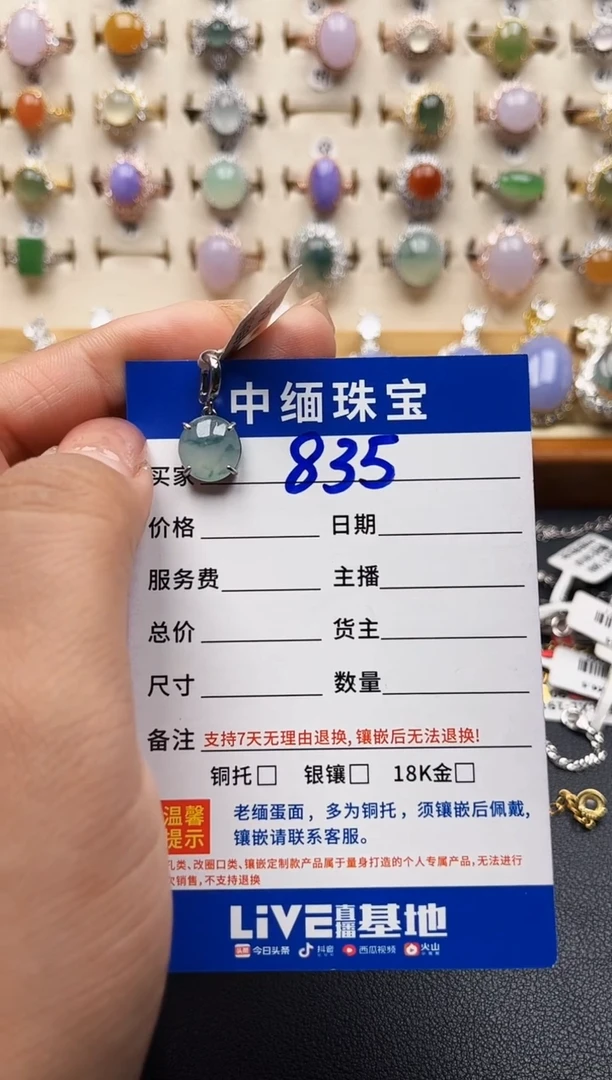 中缅珠宝
买家 835
价格 日期
服务费 主播
总价 货主
尺寸 数量
备注 支持7天无理由退换,镶嵌后无法退换!
铜托□ 银镶□ 18K金□
温馨提示
老缅蛋面，多为铜托，须镶嵌后佩戴,
镶嵌请联系客服。
孔类、改圈口类、镶嵌定制款产品属于量身打造的个人专属产品,无法进行
次销售,不支持退换
LiVE直播基地
今日头条 抖音 西瓜视频 火山